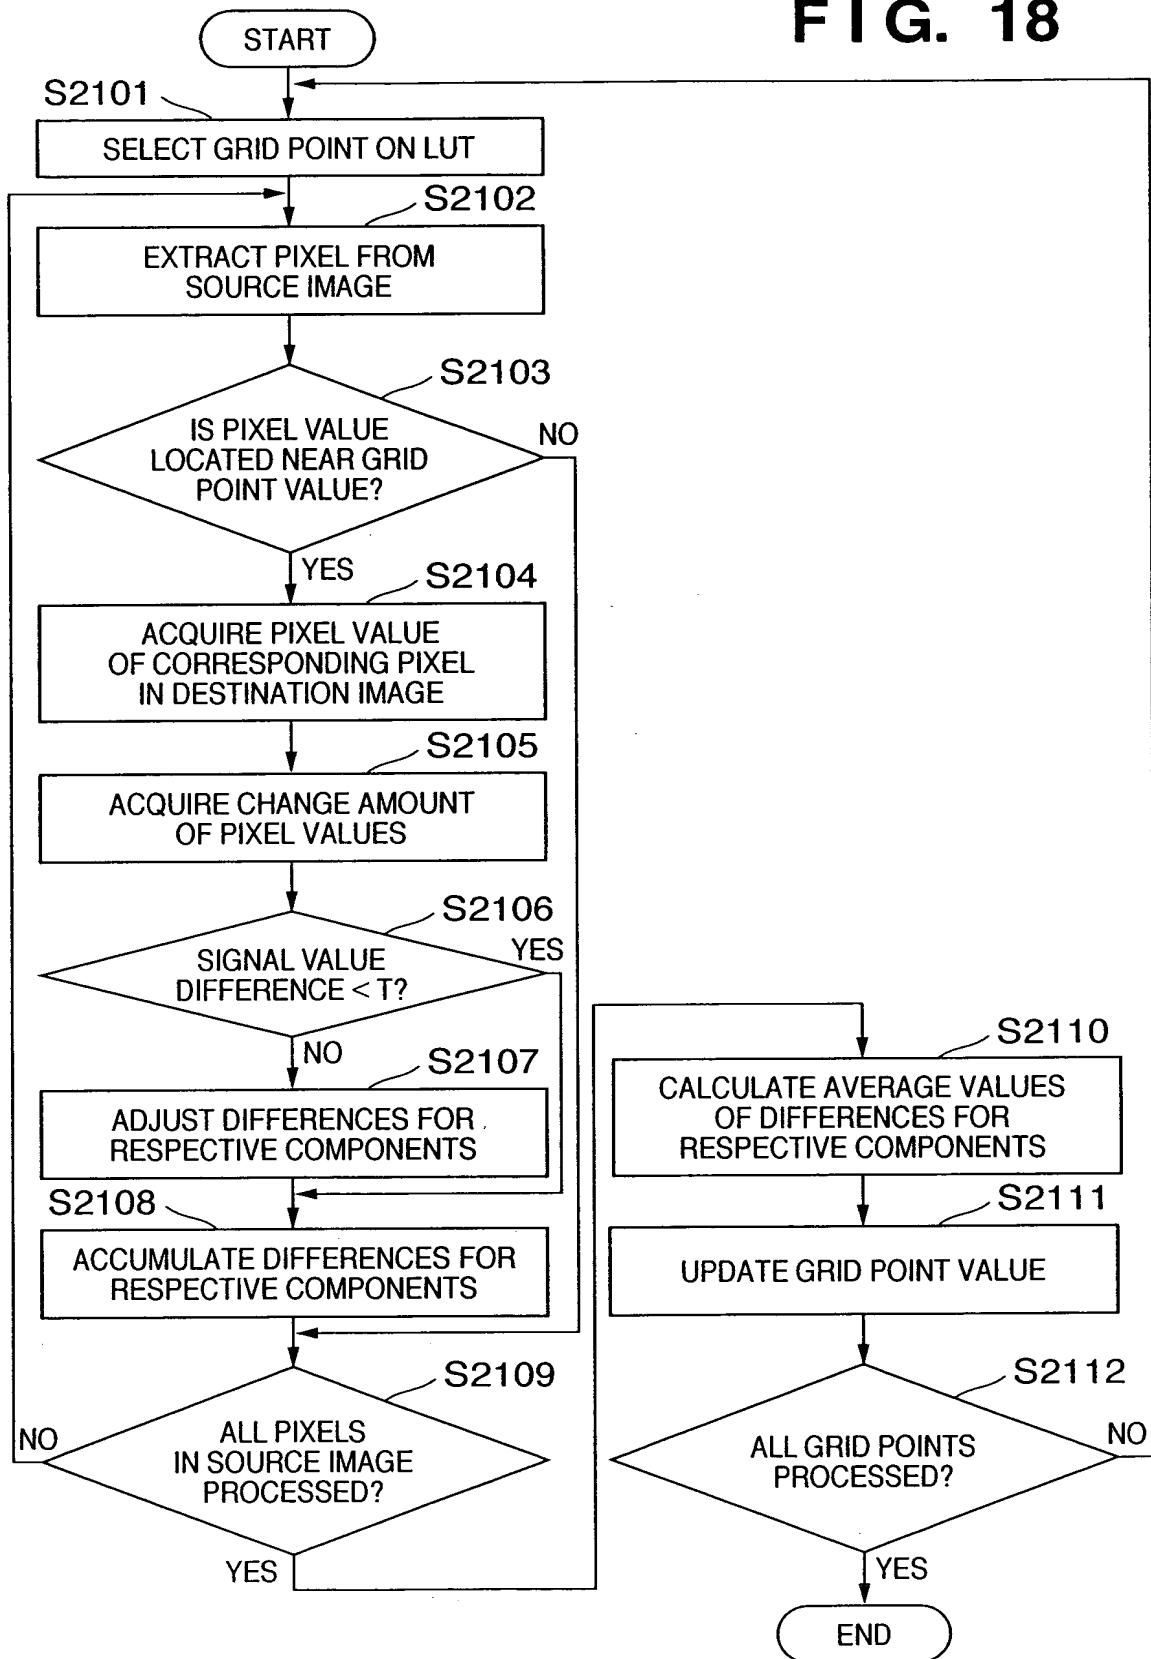 FIG. 18
START
S2101
SELECT GRID POINT ON LUT
S2102
EXTRACT PIXEL FROM
SOURCE IMAGE
S2103
IS PIXEL VALUE
LOCATED NEAR GRID
POINT VALUE?
NO
YES
S2104
ACQUIRE PIXEL VALUE
OF CORRESPONDING PIXEL
IN DESTINATION IMAGE
S2105
ACQUIRE CHANGE AMOUNT
OF PIXEL VALUES
S2106
SIGNAL VALUE
DIFFERENCE < T?
YES
NO
S2107
ADJUST DIFFERENCES FOR
RESPECTIVE COMPONENTS
S2108
ACCUMULATE DIFFERENCES FOR
RESPECTIVE COMPONENTS
S2109
ALL PIXELS
IN SOURCE IMAGE
PROCESSED?
NO
YES
S2110
CALCULATE AVERAGE VALUES
OF DIFFERENCES FOR
RESPECTIVE COMPONENTS
S2111
UPDATE GRID POINT VALUE
S2112
ALL GRID POINTS
PROCESSED?
NO
YES
END